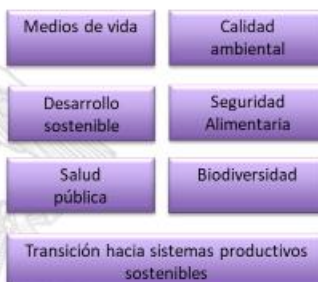 Medios de vida
Calidad
ambiental
Desarrollo
sostenible
Seguridad
Alimentaria
Salud
pública
Biodiversidad
Transición hacia sistemas productivos
sostenibles